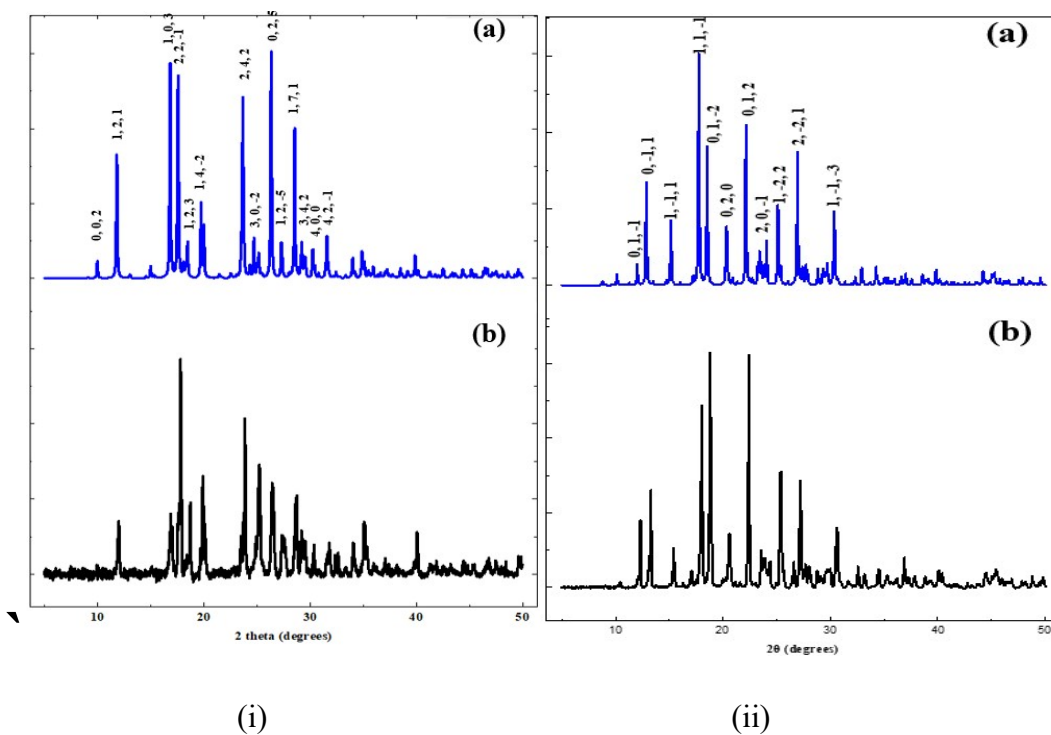 (a)
0, 0, 2
1, 2, 1
1, 0, 3
2, 2, -1
1, 2, 3
1, 4, -2
2, 4, 2
3, 0, -2
0, 2, 5
1, 2, -5
1, 7, 1
3, 4, 2
4, 0, 0
4, 2, -1
(b)
10 20 30 40 50
2 theta (degrees)
(i)
(a)
0, 1, -1
0, -1, 1
1, -1, 1
1, 1, -1
0, 1, -2
0, 2, 0
0, 1, 2
2, 0, -1
1, -2, 2
2, -2, 1
1, -1, -3
(b)
10 20 30 40 50
2θ (degrees)
(ii)